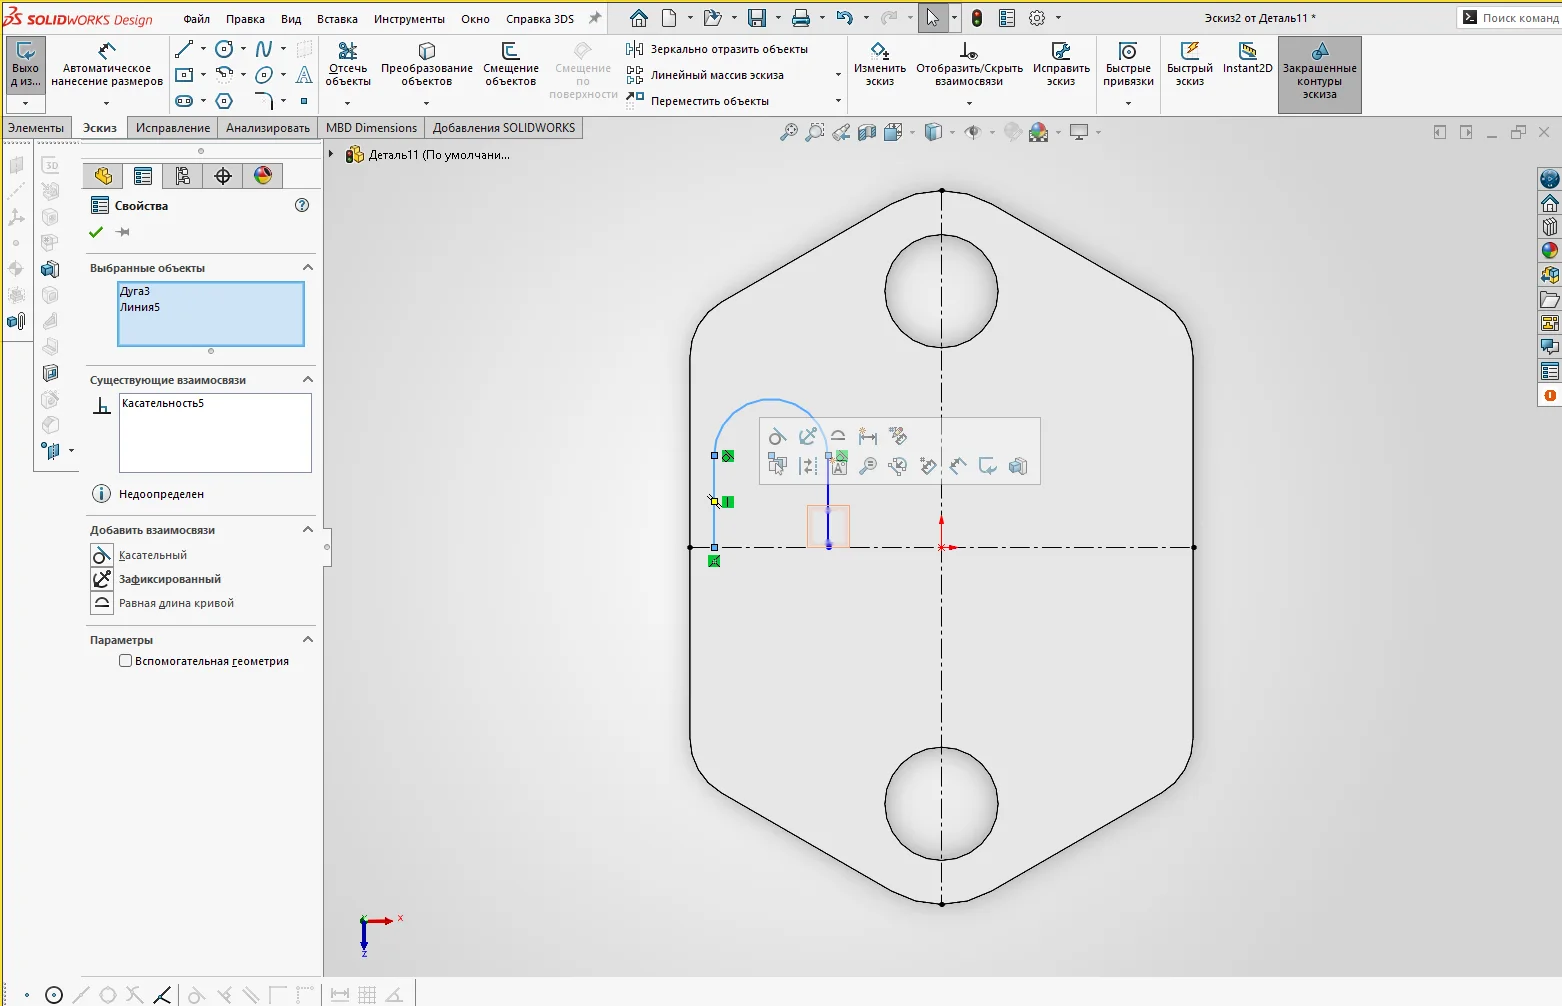 SOLIDWORKS Design
Файл Правка Вид Вставка Инструменты Окно Справка 3DS
Эскиз2 от Деталь11 *
Поиск команд
Выхо
д из...
Автоматическое
нанесение размеров
Отсечь
объекты
Преобразование
объектов
Смещение
объектов
Смещение
по
поверхности
Зеркально отразить объекты
Линейный массив эскиза
Переместить объекты
Изменить
эскиз
Отобразить/Скрыть
взаимосвязи
Исправить
эскиз
Быстрые
привязки
Быстрый
эскиз
Instant2D
Закрашенные
контуры
эскиза
Элементы Эскиз Исправление Анализировать MBD Dimensions Добавления SOLIDWORKS
Деталь11 (По умолчани...
Свойства
Выбранные объекты
Дуга3
Линия5
Существующие взаимосвязи
Касательность5
Недоопределен
Добавить взаимосвязи
Касательный
Зафиксированный
Равная длина кривой
Параметры
Вспомогательная геометрия
X
Z